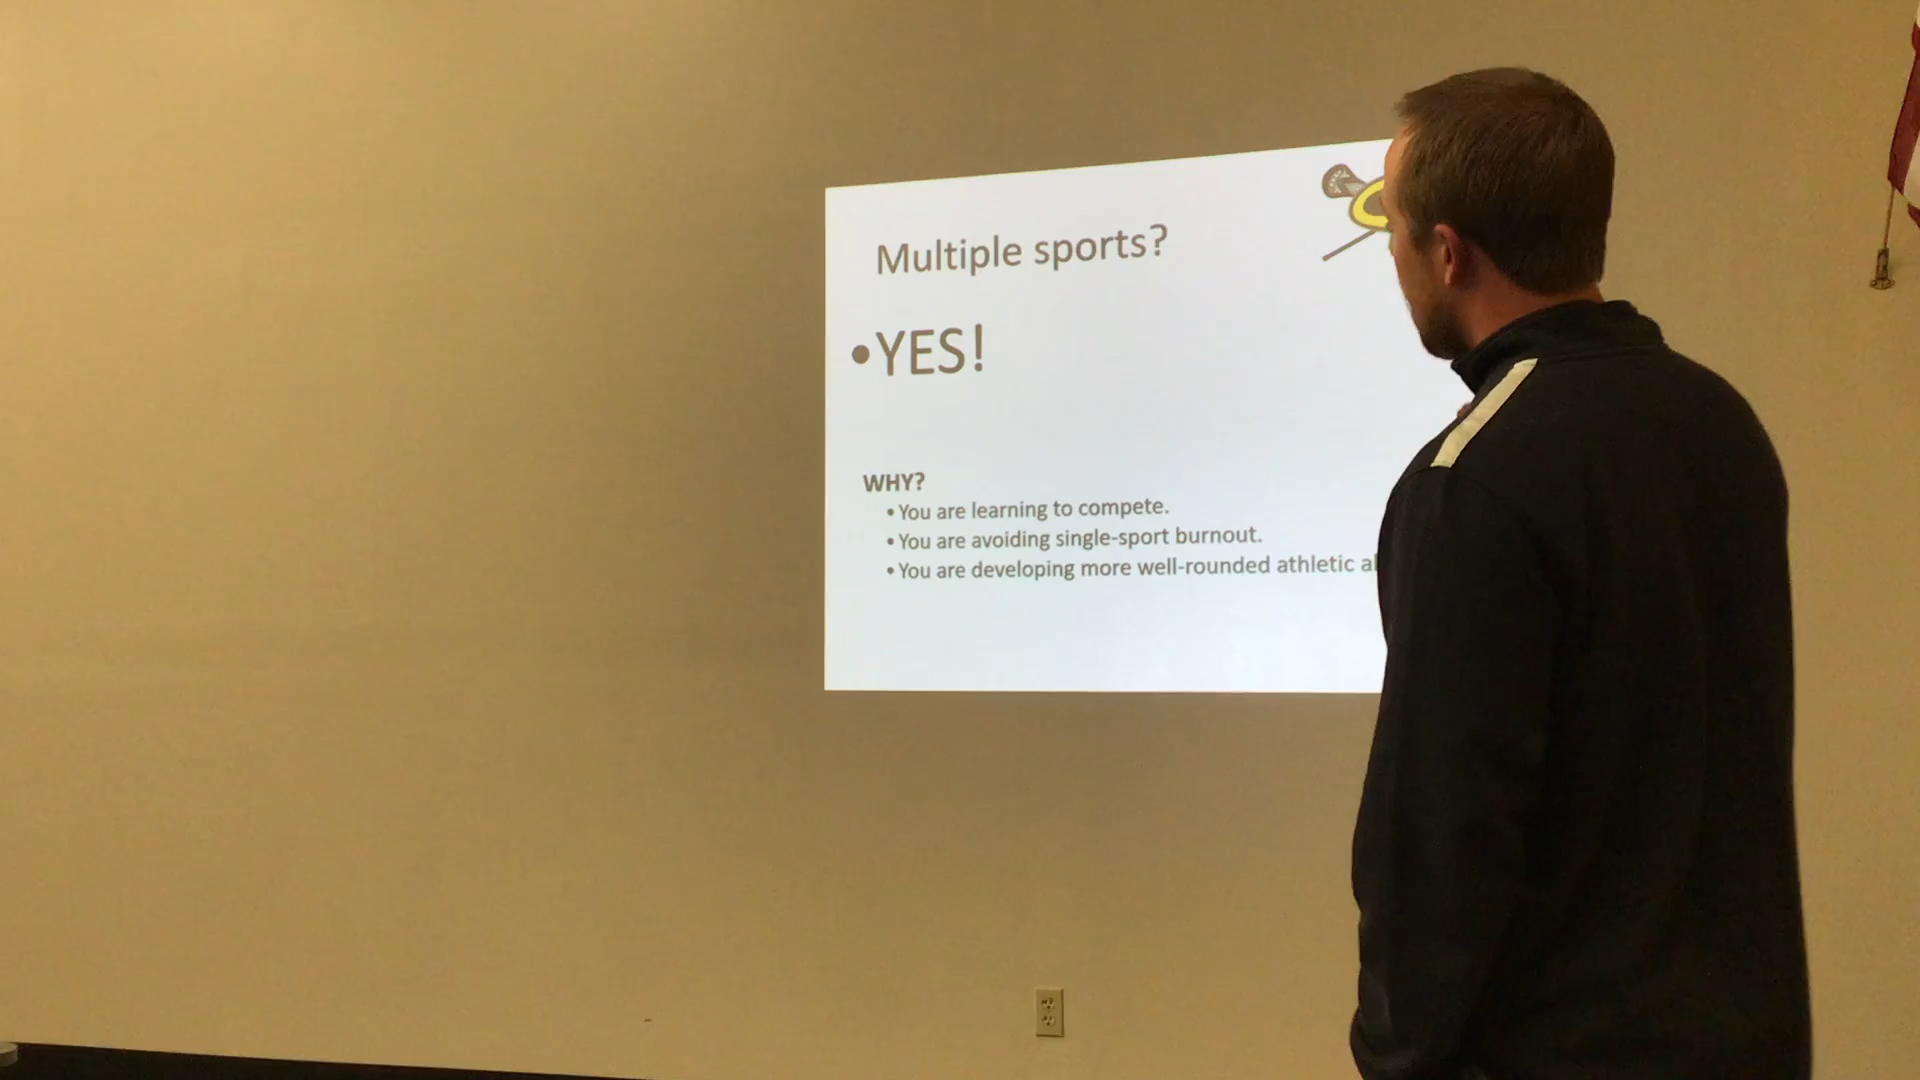 Multiple sports?
•YES!
WHY?
• You are learning to compete.
• You are avoiding single-sport burnout.
• You are developing more well-rounded athletic